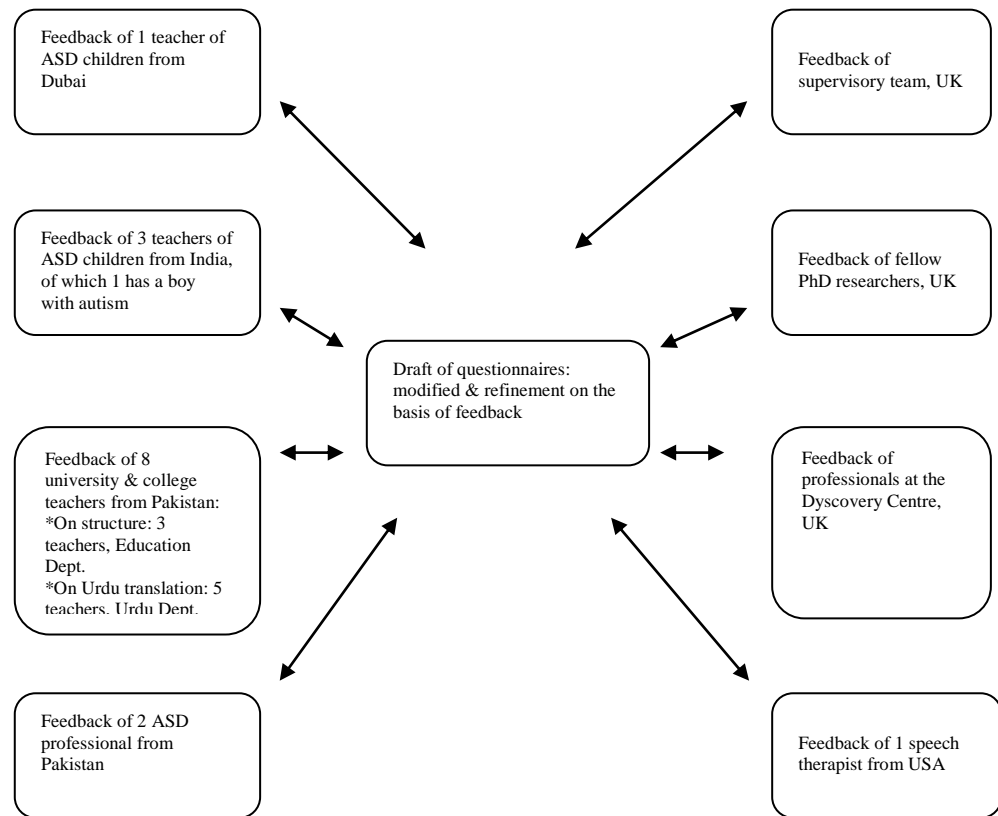 Feedback of 1 teacher of
ASD children from
Dubai
Feedback of
supervisory team, UK
Feedback of 3 teachers of
ASD children from India,
of which 1 has a boy
with autism
Feedback of fellow
PhD researchers, UK
Draft of questionnaires:
modified & refinement on the
basis of feedback
Feedback of 8
university & college
teachers from Pakistan:
*On structure: 3
teachers, Education
Dept.
*On Urdu translation: 5
teachers, Urdu Dept.
Feedback of
professionals at the
Dyscovery Centre,
UK
Feedback of 2 ASD
professional from
Pakistan
Feedback of 1 speech
therapist from USA